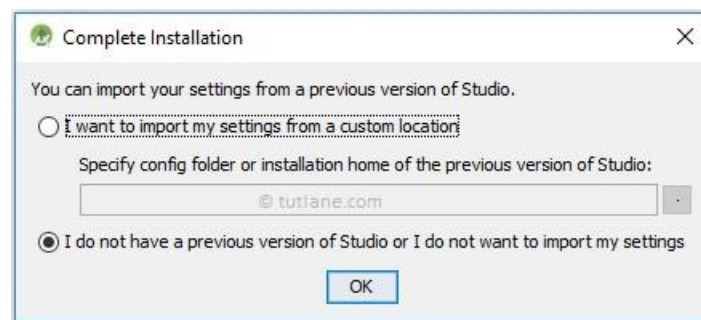 Complete Installation
You can import your settings from a previous version of Studio.
I want to import my settings from a custom location
Specify config folder or installation home of the previous version of Studio:
© tutlane.com
I do not have a previous version of Studio or I do not want to import my settings
OK